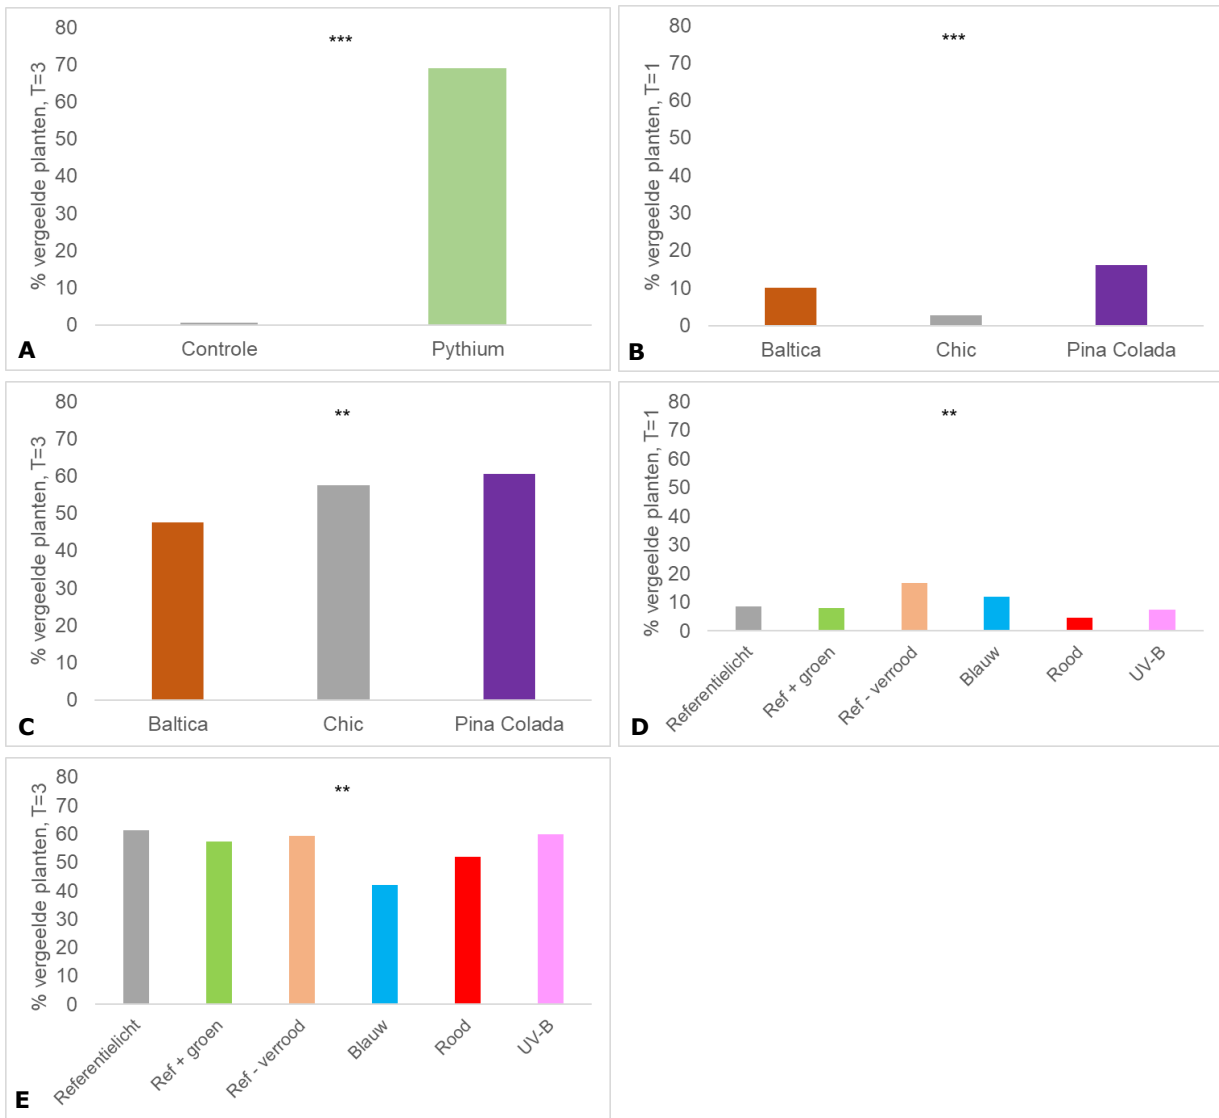 % vergeelde planten, T=3
80
70
60
50
40
30
20
10
0
***
Controle
Pythium
A
% vergeelde planten, T=1
80
70
60
50
40
30
20
10
0
***
Baltica
Chic
Pina Colada
B
% vergeelde planten, T=3
80
70
60
50
40
30
20
10
0
**
Baltica
Chic
Pina Colada
C
% vergeelde planten, T=1
80
70
60
50
40
30
20
10
0
**
Referentielicht
Ref + groen
Ref - verrood
Blauw
Rood
UV-B
D
% vergeelde planten, T=3
80
70
60
50
40
30
20
10
0
**
Referentielicht
Ref + groen
Ref - verrood
Blauw
Rood
UV-B
E